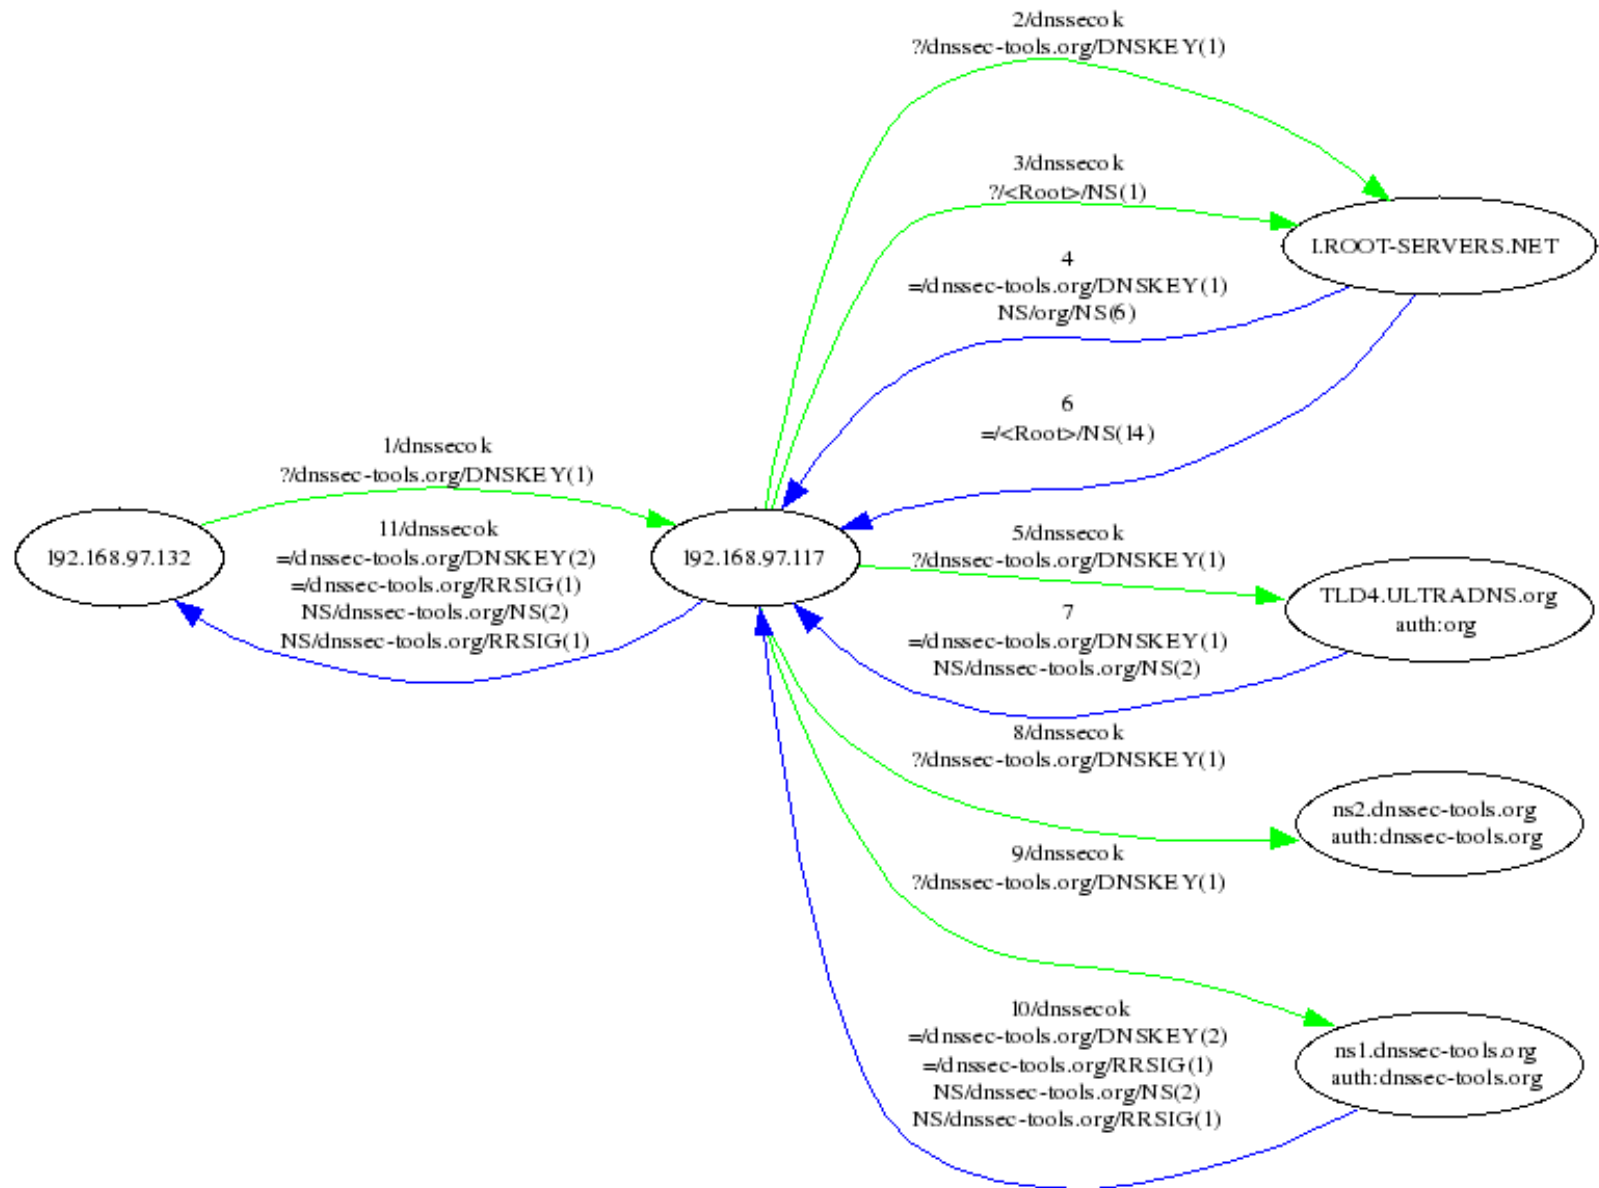 2/dnssecok
?/dnssec-tools.org/DNSKEY(1)
3/dnssecok
?/<Root>/NS(1)
I.ROOT-SERVERS.NET
4
=/dnssec-tools.org/DNSKEY(1)
NS/org/NS(6)
6
=/<Root>/NS(14)
1/dnssecok
?/dnssec-tools.org/DNSKEY(1)
192.168.97.132
11/dnssecok
=/dnssec-tools.org/DNSKEY(2)
=/dnssec-tools.org/RRSIG(1)
NS/dnssec-tools.org/NS(2)
NS/dnssec-tools.org/RRSIG(1)
192.168.97.117
5/dnssecok
?/dnssec-tools.org/DNSKEY(1)
TLD4.ULTRADNS.org
auth:org
7
=/dnssec-tools.org/DNSKEY(1)
NS/dnssec-tools.org/NS(2)
8/dnssecok
?/dnssec-tools.org/DNSKEY(1)
ns2.dnssec-tools.org
auth:dnssec-tools.org
9/dnssecok
?/dnssec-tools.org/DNSKEY(1)
10/dnssecok
=/dnssec-tools.org/DNSKEY(2)
=/dnssec-tools.org/RRSIG(1)
NS/dnssec-tools.org/NS(2)
NS/dnssec-tools.org/RRSIG(1)
ns1.dnssec-tools.org
auth:dnssec-tools.org